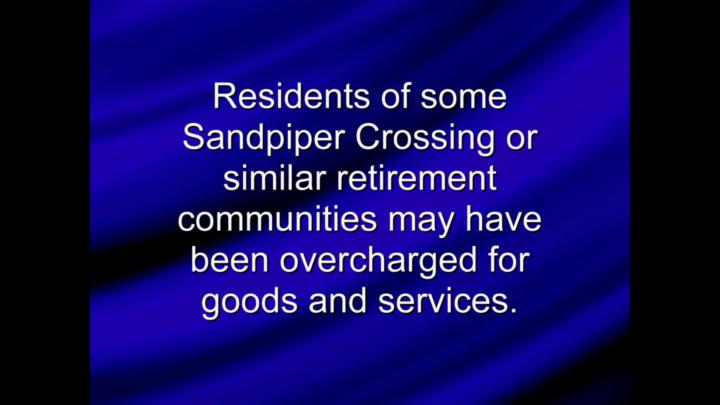 Residents of some
Sandpiper Crossing or
similar retirement
communities may have
been overcharged for
goods and services.